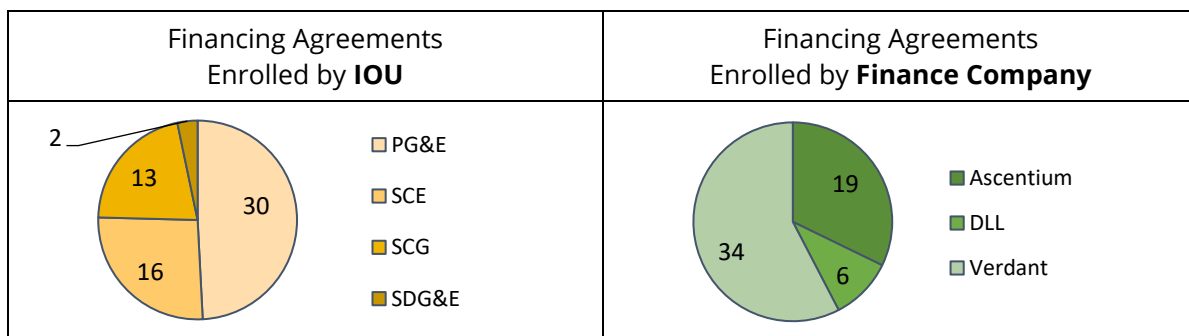 Financing Agreements
Enrolled by IOU
Financing Agreements
Enrolled by Finance Company
2
13
30
16
PG&E
SCE
SCG
SDG&E
19
34
6
Ascentium
DLL
Verdant